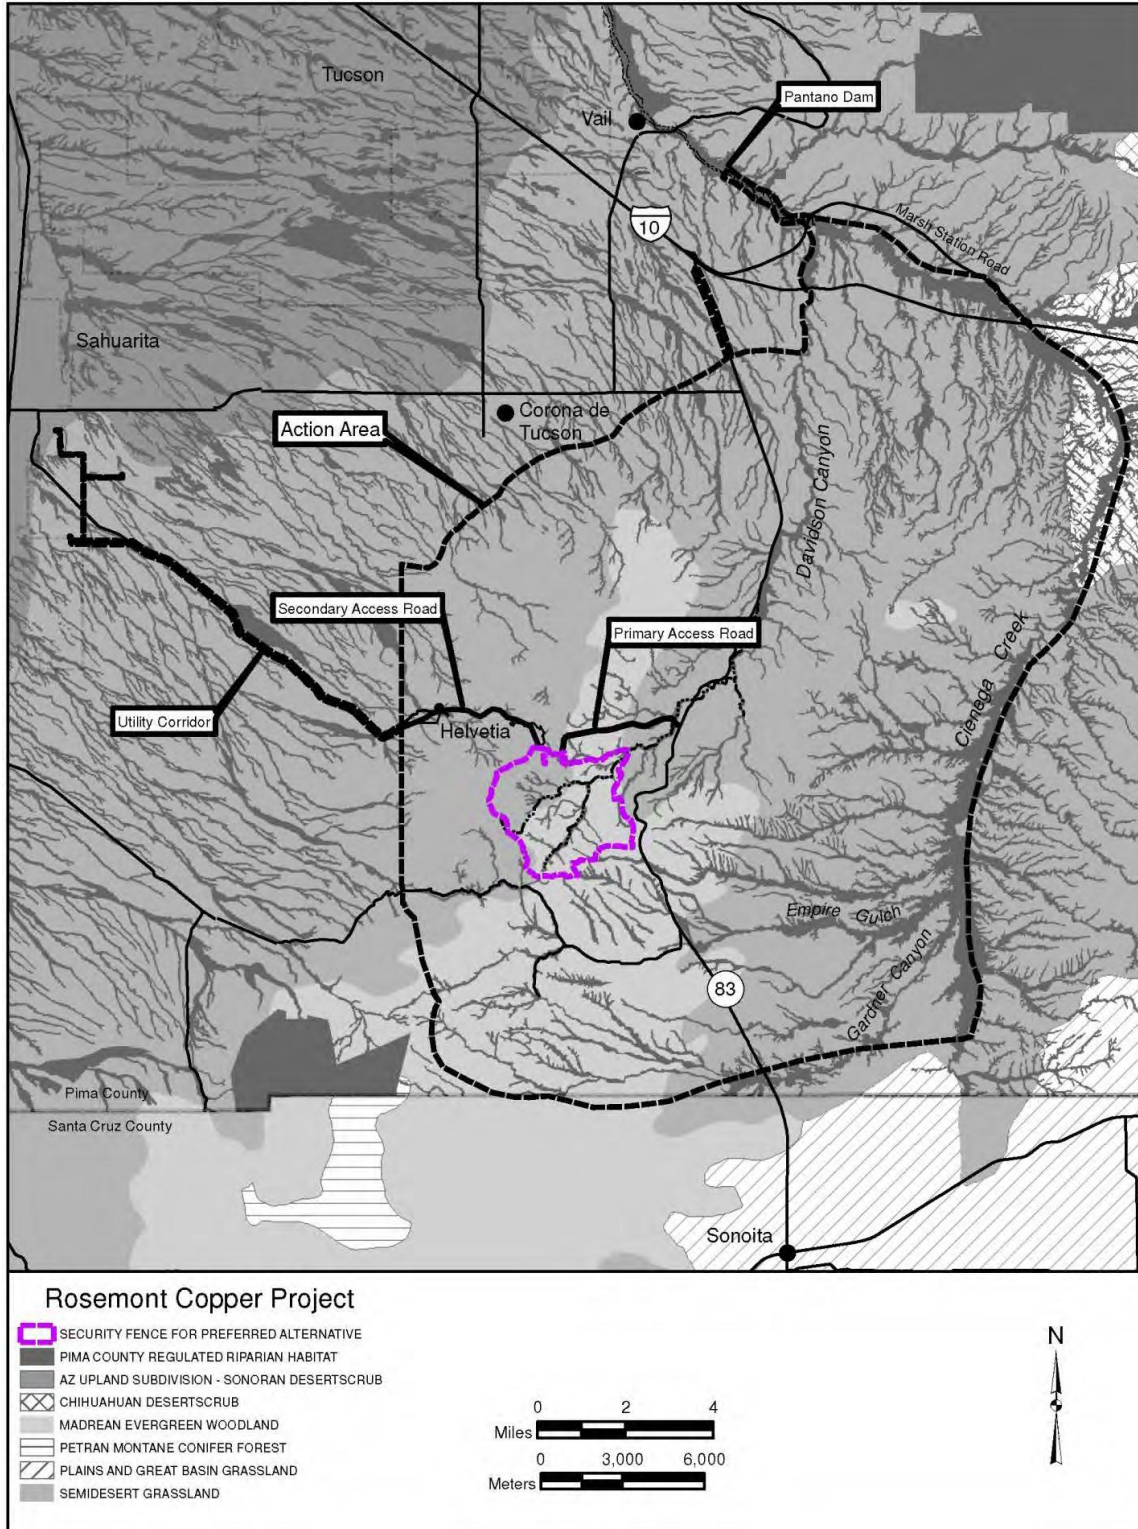 Tucson
Pantano Dam
Vail
10
Marsh Station Road
Sahuarita
Corona de
Tucson
Action Area
Davidson Canyon
Secondary Access Road
Primary Access Road
Cienega Creek
Utility Corridor
Helvetia
Empire Gulch
Gardner Canyon
83
Pima County
Santa Cruz County
Sonoita
Rosemont Copper Project
SECURITY FENCE FOR PREFERRED ALTERNATIVE
PIMA COUNTY REGULATED RIPARIAN HABITAT
AZ UPLAND SUBDIVISION - SONORAN DESERTSCRUB
CHIHUAHUAN DESERTSCRUB
MADREAN EVERGREEN WOODLAND
PETRAN MONTANE CONIFER FOREST
PLAINS AND GREAT BASIN GRASSLAND
SEMIDESERT GRASSLAND
0 2 4
Miles
0 3,000 6,000
Meters
N